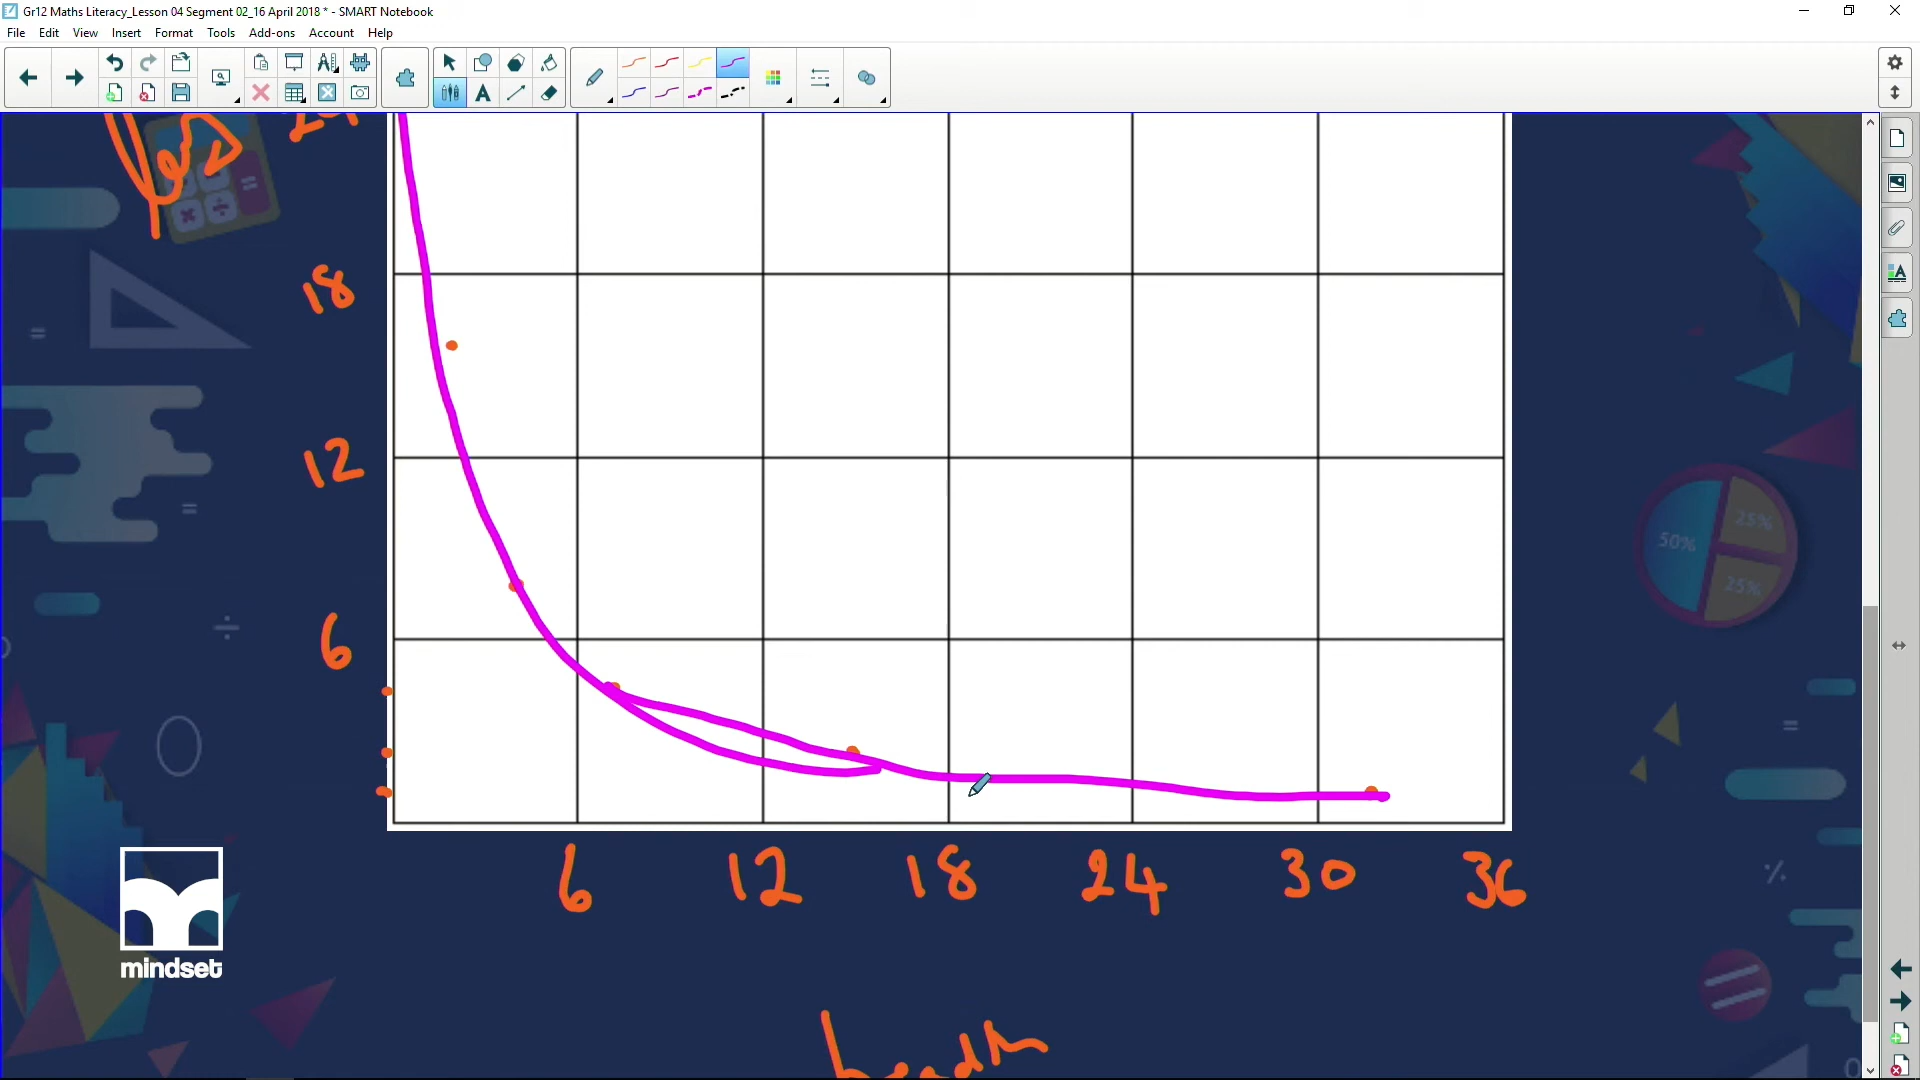 Gr12 Maths Literacy_Lesson 04 Segment 02_16 April 2018 * - SMART Notebook
File Edit View Insert Format Tools Add-ons Account Help
18
12
6
50%
25%
25%
6 12 18 24 30 36
mindset